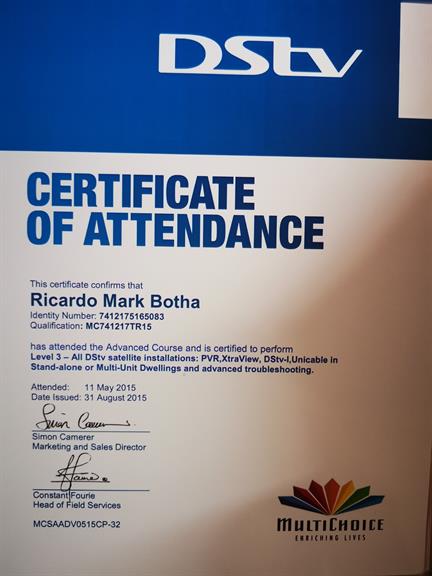 DStv
CERTIFICATE
OF ATTENDANCE
This certificate confirms that
Ricardo Mark Botha
Identity Number: 7412175165083
Qualification: MC741217TR15
has attended the Advanced Course and is certified to perform
Level 3 – All DStv satellite installations: PVR,XtraView, DStv-I,Unicable in
Stand-alone or Multi-Unit Dwellings and advanced troubleshooting.
Attended: 11 May 2015
Date Issued: 31 August 2015
Simon Camerer
Marketing and Sales Director
Constant Fourie
Head of Field Services
MCSAADV0515CP-32
MULTICHOICE
ENRICHING LIVES